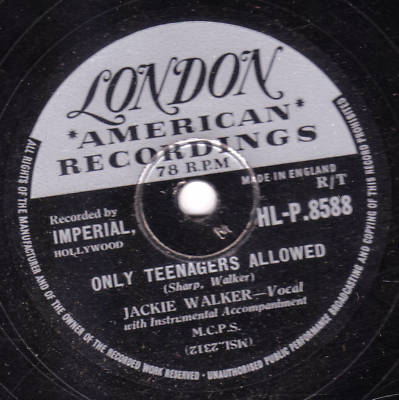 LONDON
*AMERICAN*
RECORDINGS
78 R.P.M
MADE IN ENGLAND
R/T
Recorded by
IMPERIAL,
HOLLYWOOD
HL-P.8588
ONLY TEENAGERS ALLOWED
(Sharp, Walker)
JACKIE WALKER—Vocal
with Instrumental Accompaniment
M.C.P.S.
(MSL.2312)
ALL RIGHTS OF THE MANUFACTURER AND OF THE OWNER OF THE RECORDED WORK RESERVED · UNAUTHORISED PUBLIC PERFORMANCE BROADCASTING AND COPYING OF THIS RECORD PROHIBITED